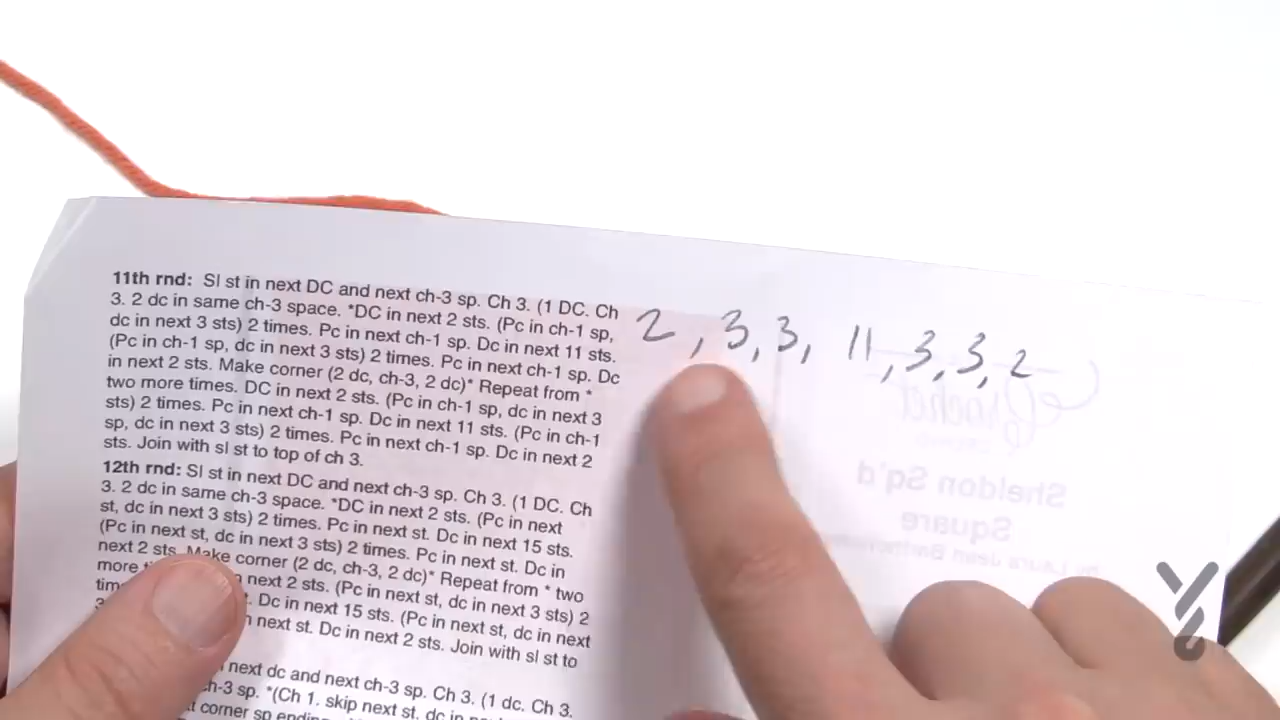 11th rnd: Sl st in next DC and next ch-3 sp. Ch 3. (1 DC. Ch
3. 2 dc in same ch-3 space. *DC in next 2 sts. (Pc in ch-1 sp,
dc in next 3 sts) 2 times. Pc in next ch-1 sp. Dc in next 11 sts.
(Pc in ch-1 sp, dc in next 3 sts) 2 times. Pc in next ch-1 sp. Dc
in next 2 sts. Make corner (2 dc, ch-3, 2 dc)* Repeat from *
two more times. DC in next 2 sts. (Pc in ch-1 sp, dc in next 3
sts) 2 times. Pc in next ch-1 sp. Dc in next 11 sts. (Pc in ch-1
sp, dc in next 3 sts) 2 times. Pc in next ch-1 sp. Dc in next 2
sts. Join with sl st to top of ch 3.
2, 3, 3, 11, 3, 3, 2
12th rnd: Sl st in next DC and next ch-3 sp. Ch 3. (1 DC. Ch
3. 2 dc in same ch-3 space. *DC in next 2 sts. (Pc in next
st, dc in next 3 sts) 2 times. Pc in next st. Dc in next 15 sts.
(Pc in next st, dc in next 3 sts) 2 times. Pc in next st. Dc in
next 2 sts. Make corner (2 dc, ch-3, 2 dc)* Repeat from * two
more next 2 sts. (Pc in next st, dc in next 3 sts) 2
Dc in next 15 sts. (Pc in next st, dc in next
next st. Dc in next 2 sts. Join with sl st to
next dc and next ch-3 sp. Ch 3. (1 dc. Ch 3.
ch-3 sp. *(Ch 1. skip next st. dc in
corner sp
Crochet
Sheldon Sq'd
Square